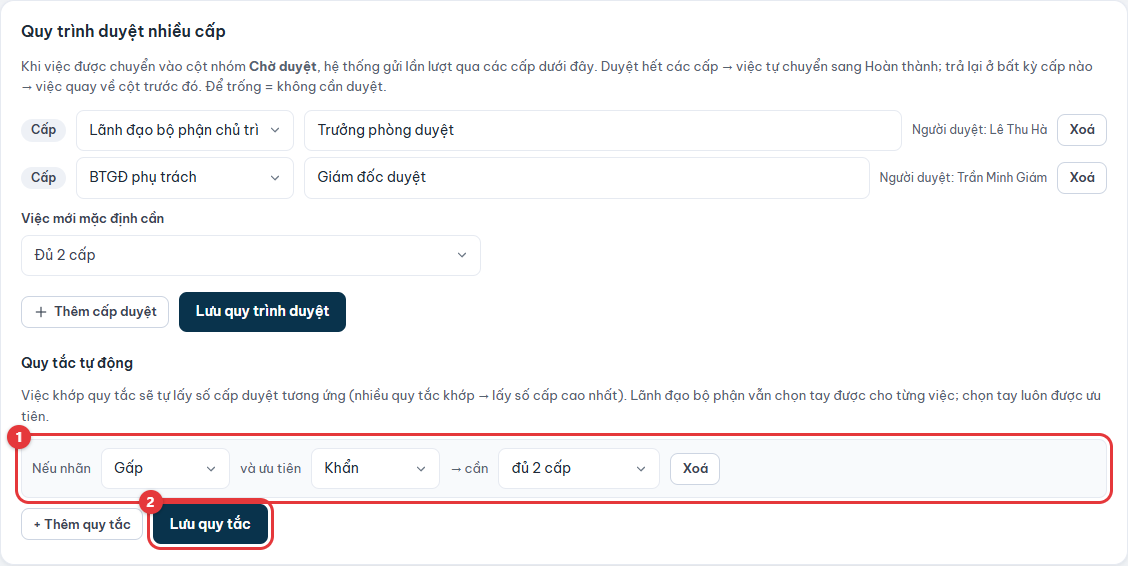 Quy trình duyệt nhiều cấp
Khi việc được chuyển vào cột nhóm Chờ duyệt, hệ thống gửi lần lượt qua các cấp dưới đây. Duyệt hết các cấp → việc tự chuyển sang Hoàn thành; trả lại ở bất kỳ cấp nào
→ việc quay về cột trước đó. Để trống = không cần duyệt.
Cấp Lãnh đạo bộ phận chủ trì Trưởng phòng duyệt Người duyệt: Lê Thu Hà Xoá
Cấp BTGĐ phụ trách Giám đốc duyệt Người duyệt: Trần Minh Giám Xoá
Việc mới mặc định cần
Đủ 2 cấp
+ Thêm cấp duyệt Lưu quy trình duyệt
Quy tắc tự động
Việc khớp quy tắc sẽ tự lấy số cấp duyệt tương ứng (nhiều quy tắc khớp → lấy số cấp cao nhất). Lãnh đạo bộ phận vẫn chọn tay được cho từng việc; chọn tay luôn được ưu
tiên.
1
Nếu nhãn Gấp và ưu tiên Khẩn → cần đủ 2 cấp Xoá
2
+ Thêm quy tắc Lưu quy tắc